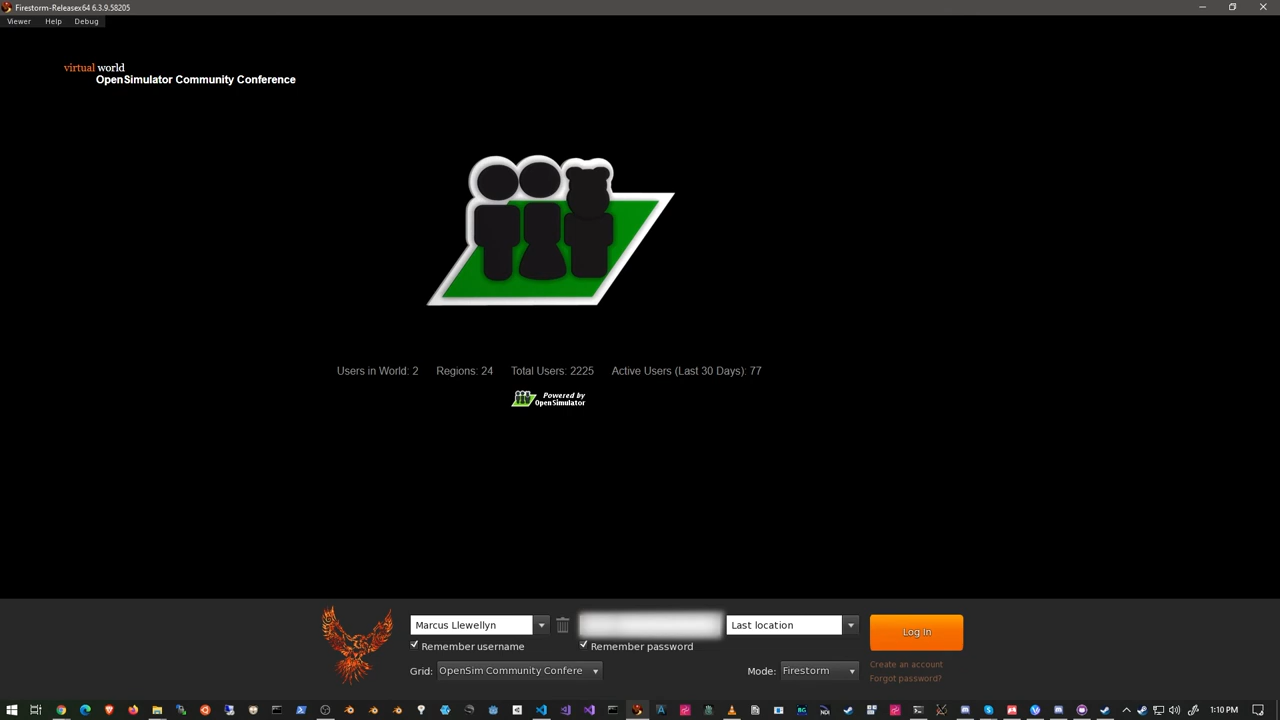 Firestorm-Releasex64 6.3.9.58205
Viewer Help Debug
virtual world
OpenSimulator Community Conference
Users in World: 2 Regions: 24 Total Users: 2225 Active Users (Last 30 Days): 77
Powered by
OpenSimulator
Marcus Llewellyn
Last location
Log In
Remember username
Remember password
Create an account
Grid: OpenSim Community Confere
Mode: Firestorm
Forgot password?
1:10 PM